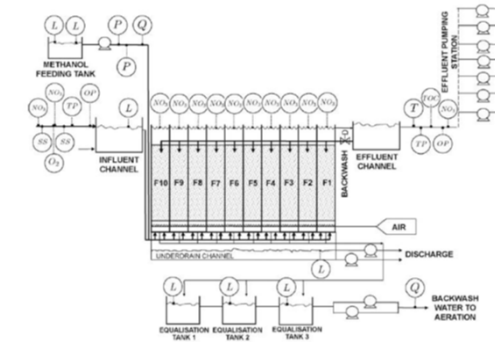 L L P Q
P
METHANOL
FEEDING TANK
NO₃ NO₃ TP OP L
SS SS
O₂
INFLUENT
CHANNEL
NO₃ NO₃ NO₃ NO₃ NO₃ NO₃ NO₃ NO₃ NO₃ NO₃
F10 F9 F8 F7 F6 F5 F4 F3 F2 F1
BACKWASH
EFFLUENT
CHANNEL
T TOC NO₃
TP OP
EFFLUENT PUMPING
STATION
AIR
UNDERDRAIN CHANNEL
L
DISCHARGE
L L L Q
EQUALISATION
TANK 1
EQUALISATION
TANK 2
EQUALISATION
TANK 3
BACKWASH
WATER TO
AERATION